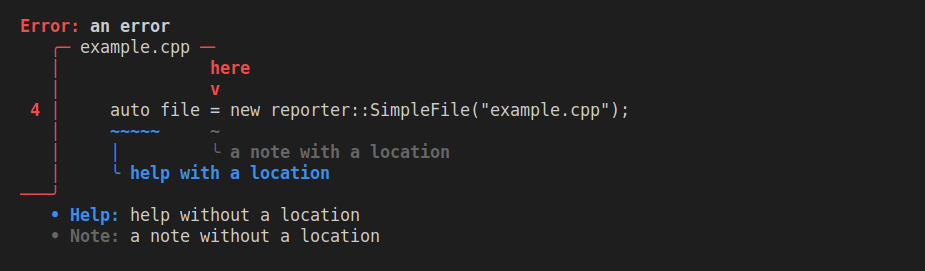 Error: an error
╭─ example.cpp ─
│ here
│ v
4 │ auto file = new reporter::SimpleFile("example.cpp");
│ ~~~~~ ~
│ │ ╰ a note with a location
│ ╰ help with a location
────╯
• Help: help without a location
• Note: a note without a location